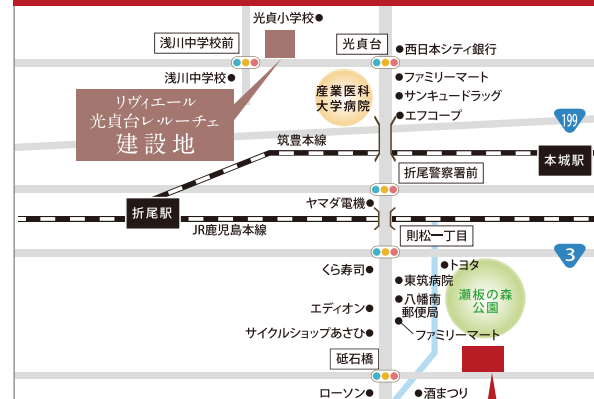 光貞小学校
浅川中学校前
光貞台
西日本シティ銀行
浅川中学校
ファミリーマート
産業医科
大学病院
サンキュードラッグ
リヴィエール
光貞台レ・ルーチェ
建設地
エフコープ
199
筑豊本線
本城駅
折尾警察署前
ヤマダ電機
折尾駅
JR鹿児島本線
則松一丁目
3
くら寿司
トヨタ
東筑病院
瀬板の森
公園
八幡南
郵便局
エディオン
サイクルショップあさひ
ファミリーマート
砥石橋
ローソン
酒まつり